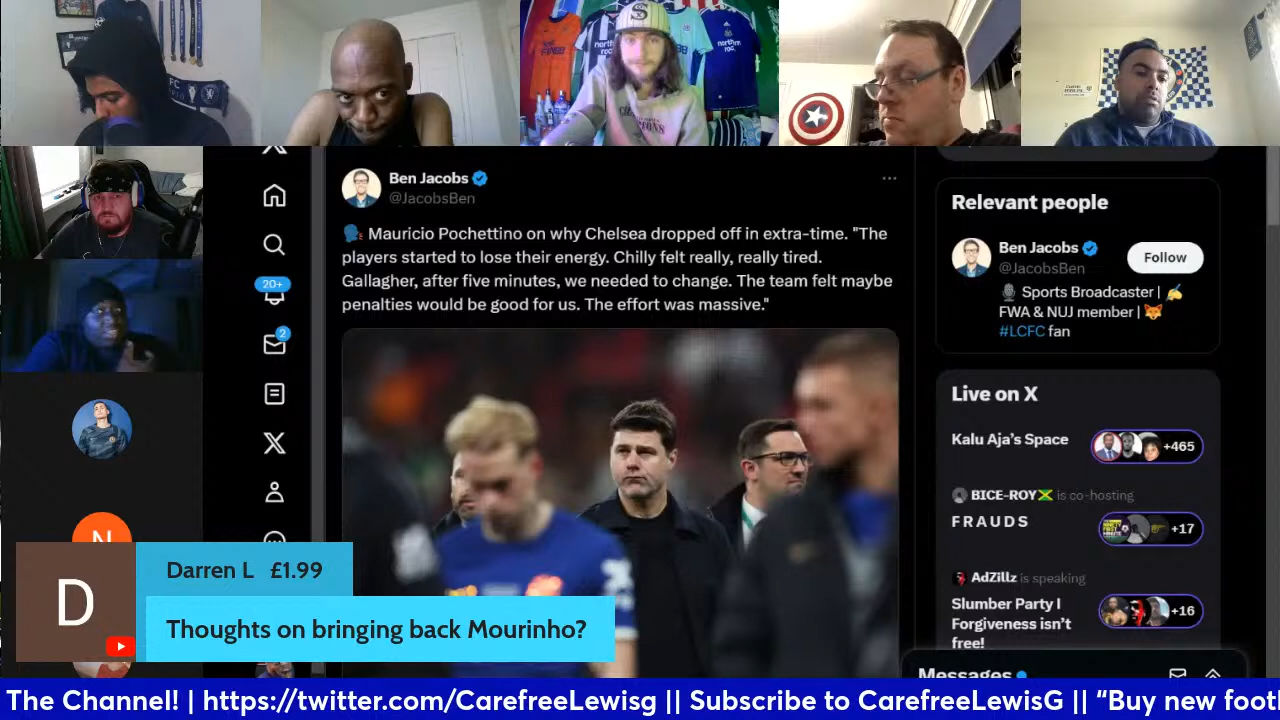 Ben Jacobs
@JacobsBen
Mauricio Pochettino on why Chelsea dropped off in extra-time. "The
players started to lose their energy. Chilly felt really, really tired.
Gallagher, after five minutes, we needed to change. The team felt maybe
penalties would be good for us. The effort was massive."
20+
2
Relevant people
Ben Jacobs
@JacobsBen
Follow
Sports Broadcaster |
FWA & NUJ member |
#LCFC fan
Live on X
Kalu Aja's Space
+465
BICE-ROY is co-hosting
F R A U D S
+17
AdZillz is speaking
Slumber Party I
Forgiveness isn't
free!
+16
Messages
N
D
Darren L £1.99
Thoughts on bringing back Mourinho?
The Channel! | https://twitter.com/CarefreeLewisg || Subscribe to CarefreeLewisG || “Buy new foot